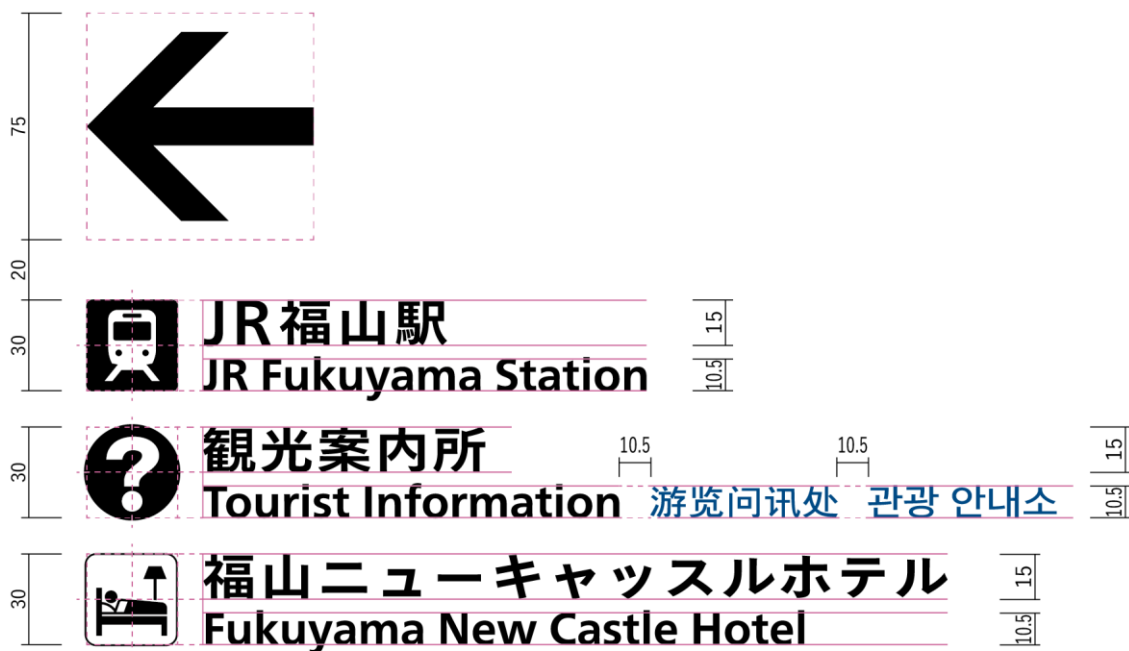 75
20
30
JR福山駅
15
JR Fukuyama Station
10.5
30
観光案内所
10.5
10.5
15
Tourist Information 游览问讯处 관광 안내소
10.5
30
福山ニューキャッスルホテル
15
Fukuyama New Castle Hotel
10.5